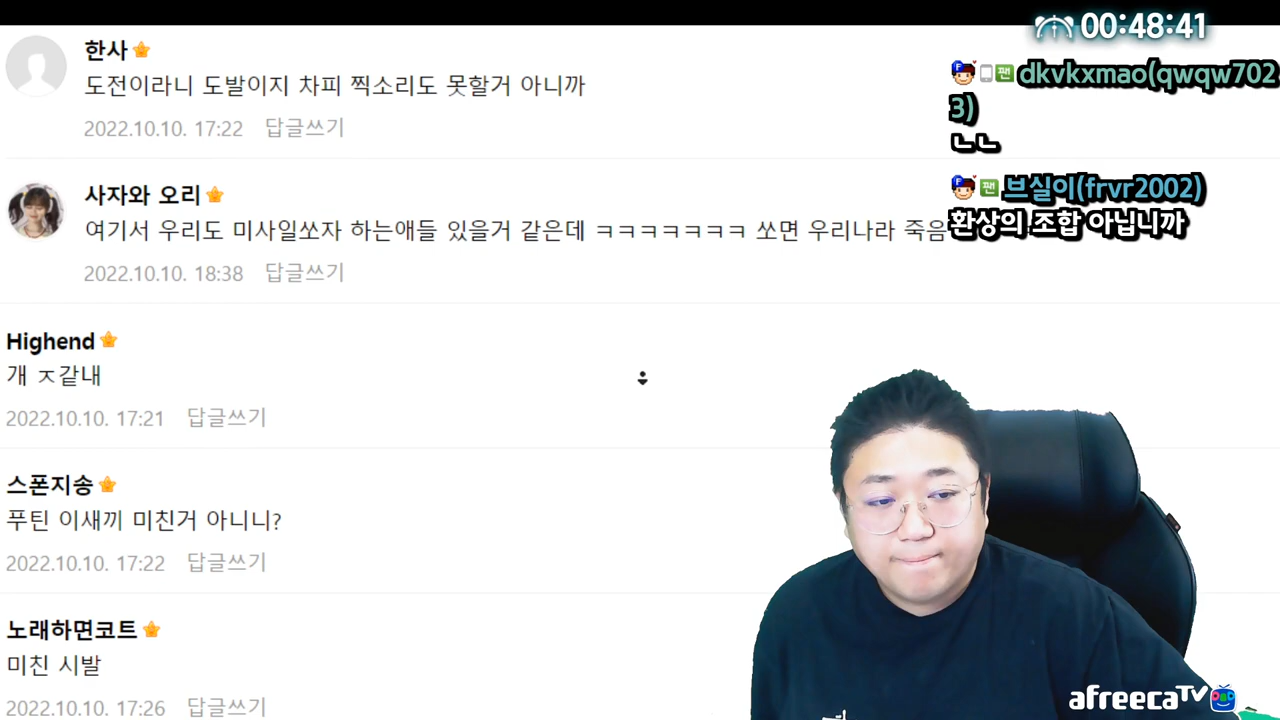 00:48:41
한사
도전이라니 도발이지 차피 찍소리도 못할거 아니까
2022.10.10. 17:22 답글쓰기
dkvkxmao(qwqw702
3)
ㄴㄴ
사자와 오리
여기서 우리도 미사일쏘자 하는애들 있을거 같은데 ㅋㅋㅋㅋㅋㅋㅋ 쏘면 우리나라 죽음
2022.10.10. 18:38 답글쓰기
브실이(frvr2002)
환상의 조합 아닙니까
Highend
개 ㅈ같내
2022.10.10. 17:21 답글쓰기
스폰지송
푸틴 이새끼 미친거 아니니?
2022.10.10. 17:22 답글쓰기
노래하면코트
미친 시발
2022.10.10. 17:26 답글쓰기
afreecaTV